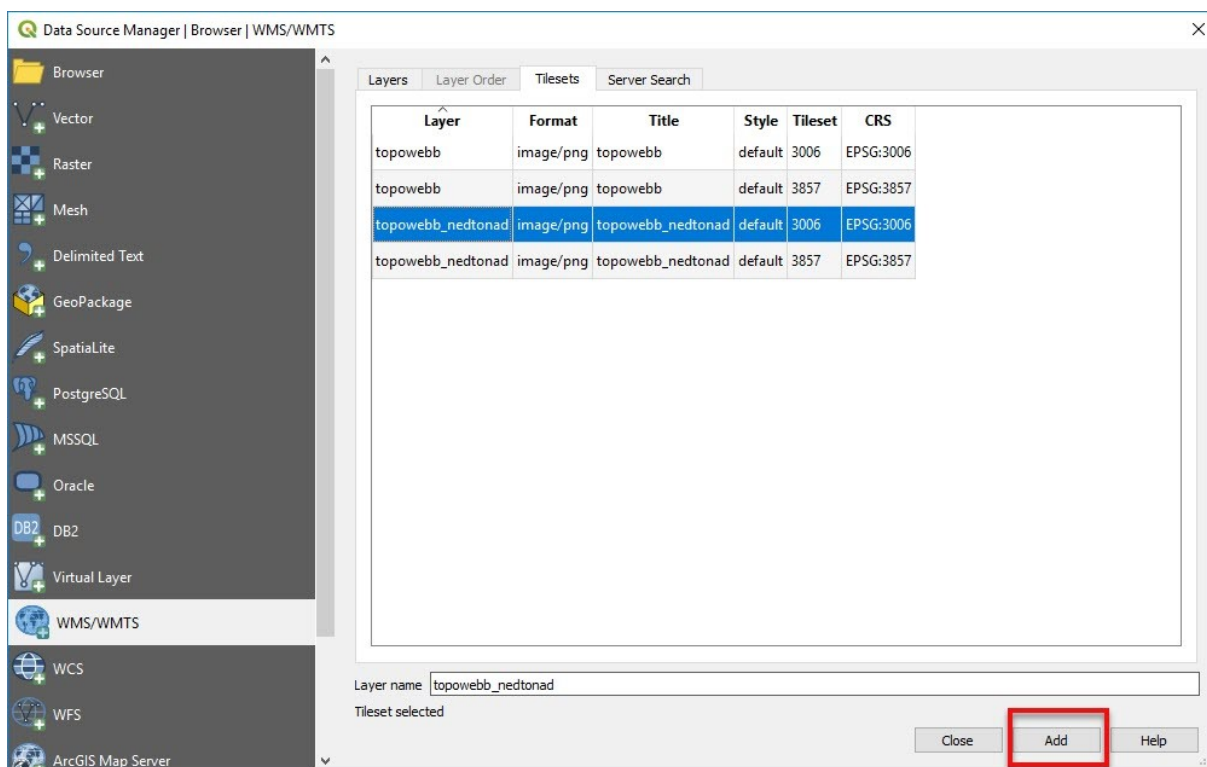 Data Source Manager | Browser | WMS/WMTS
Browser
Vector
Raster
Mesh
Delimited Text
GeoPackage
SpatiaLite
PostgreSQL
MSSQL
Oracle
DB2 DB2
Virtual Layer
WMS/WMTS
WCS
WFS
ArcGIS Map Server
Layers Layer Order Tilesets Server Search
Layer Format Title Style Tileset CRS
topowebb image/png topowebb default 3006 EPSG:3006
topowebb image/png topowebb default 3857 EPSG:3857
topowebb_nedtonad image/png topowebb_nedtonad default 3006 EPSG:3006
topowebb_nedtonad image/png topowebb_nedtonad default 3857 EPSG:3857
Layer name topowebb_nedtonad
Tileset selected
Close Add Help